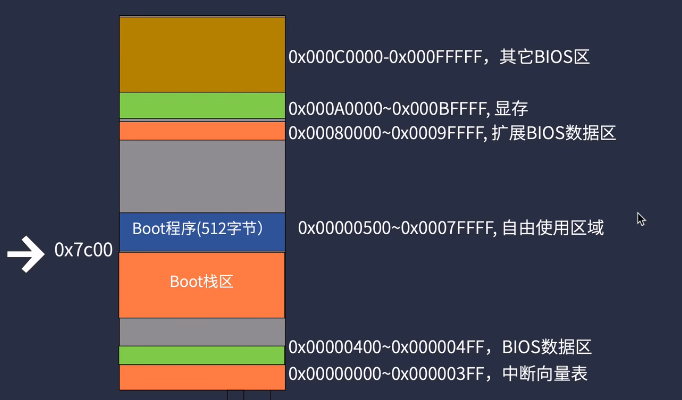 0x000C0000-0x000FFFFF，其它BIOS区
0x000A0000~0x000BFFFF, 显存
0x00080000~0x0009FFFF, 扩展BIOS数据区
Boot程序(512字节）
0x00000500~0x0007FFFF, 自由使用区域
0x7c00
Boot栈区
0x00000400~0x000004FF，BIOS数据区
0x00000000~0x000003FF，中断向量表